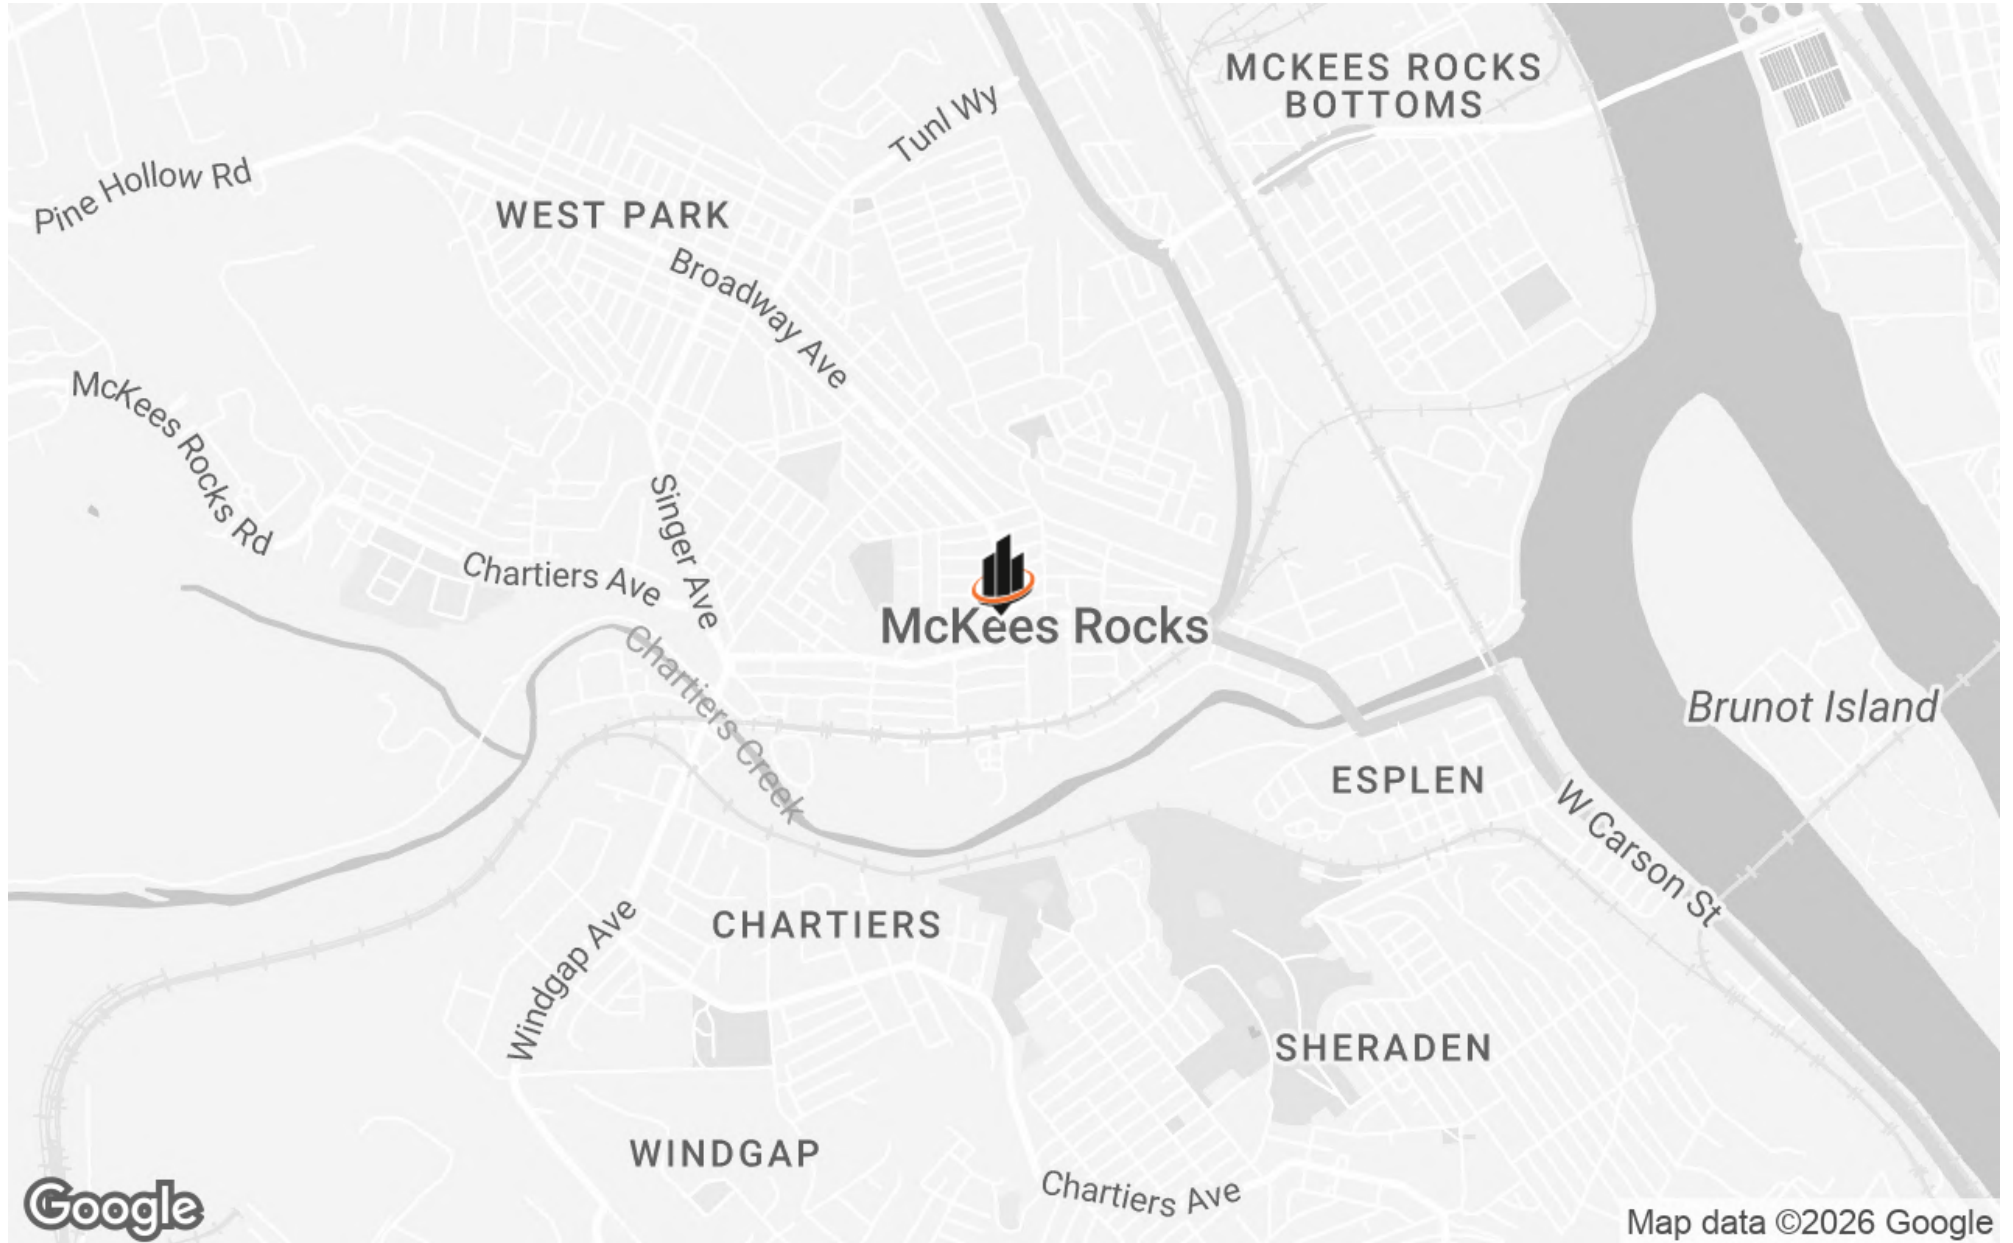 MCKEES ROCKS
BOTTOMS
Tunl Wy
Pine Hollow Rd
WEST PARK
Broadway Ave
McKees Rocks Rd
Singer Ave
Chartiers Ave
McKees Rocks
Chartiers Creek
Brunot Island
ESPLEN
W Carson St
CHARTIERS
Windgap Ave
SHERADEN
WINDGAP
Chartiers Ave
Google
Map data ©2026 Google